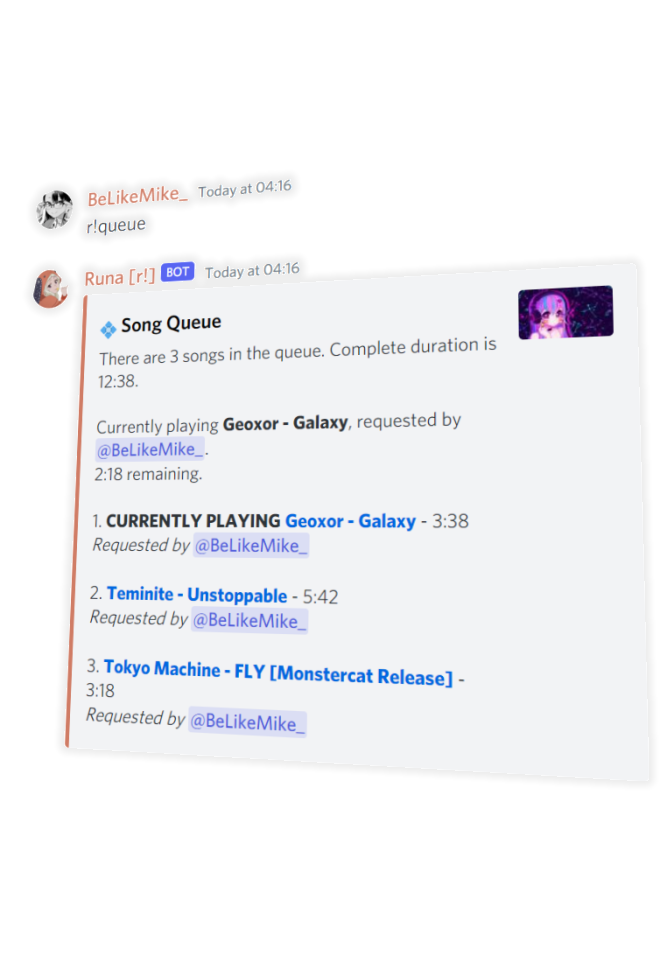 BeLikeMike_ Today at 04:16
r!queue
Runa [r!] BOT Today at 04:16
Song Queue
There are 3 songs in the queue. Complete duration is
12:38.
Currently playing Geoxor - Galaxy, requested by
@BeLikeMike_.
2:18 remaining.
1. CURRENTLY PLAYING Geoxor - Galaxy - 3:38
Requested by @BeLikeMike_
2. Teminite - Unstoppable - 5:42
Requested by @BeLikeMike_
3. Tokyo Machine - FLY [Monstercat Release] -
3:18
Requested by @BeLikeMike_